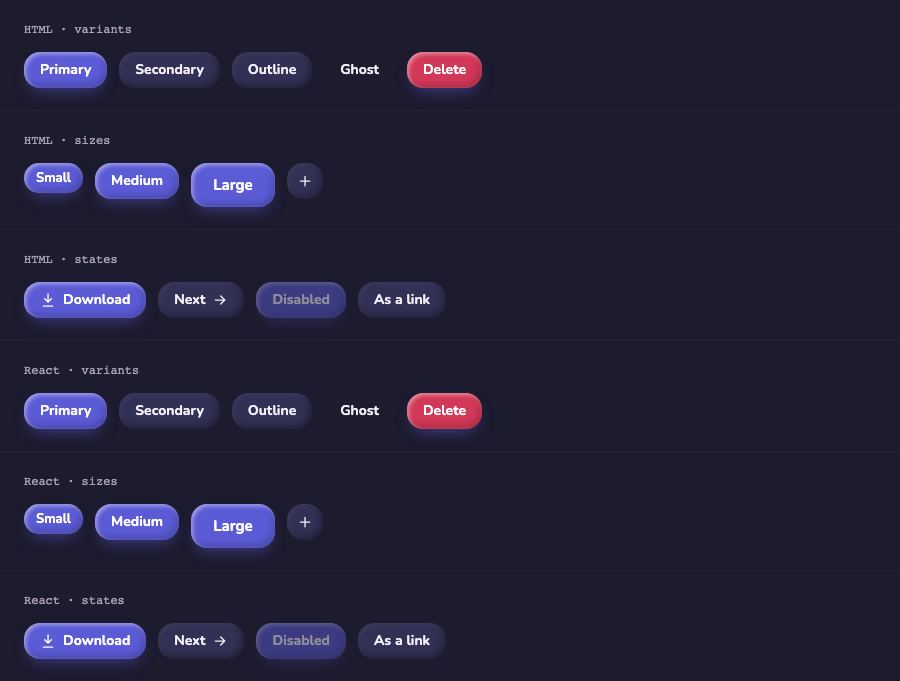 HTML • variants
Primary Secondary Outline Ghost Delete
HTML • sizes
Small Medium Large +
HTML • states
Download Next → Disabled As a link
React • variants
Primary Secondary Outline Ghost Delete
React • sizes
Small Medium Large +
React • states
Download Next → Disabled As a link